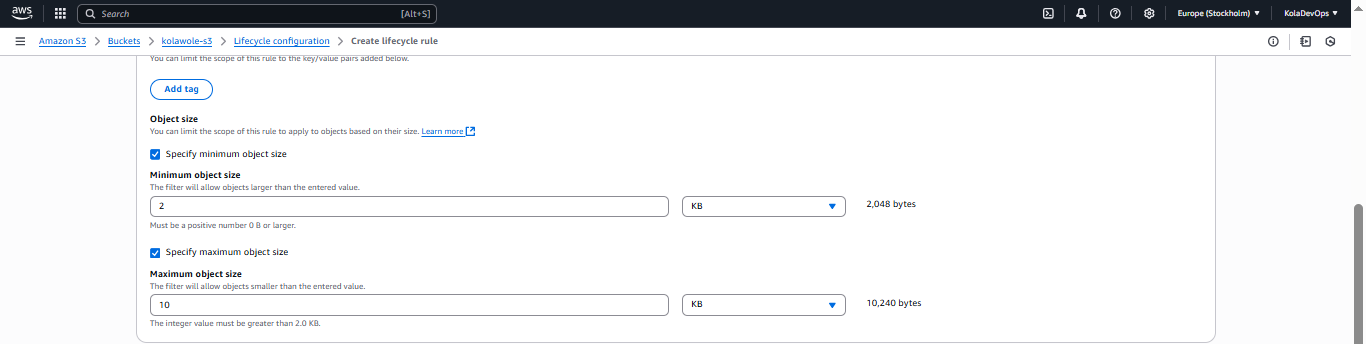 aws Search [Alt+S] Europe (Stockholm) KolaDevOps
Amazon S3 > Buckets > kolawole-s3 > Lifecycle configuration > Create lifecycle rule
You can limit the scope of this rule to the key/value pairs added below.
Add tag
Object size
You can limit the scope of this rule to apply to objects based on their size. Learn more
Specify minimum object size
Minimum object size
The filter will allow objects larger than the entered value.
2 KB 2,048 bytes
Must be a positive number 0 B or larger.
Specify maximum object size
Maximum object size
The filter will allow objects smaller than the entered value.
10 KB 10,240 bytes
The integer value must be greater than 2.0 KB.